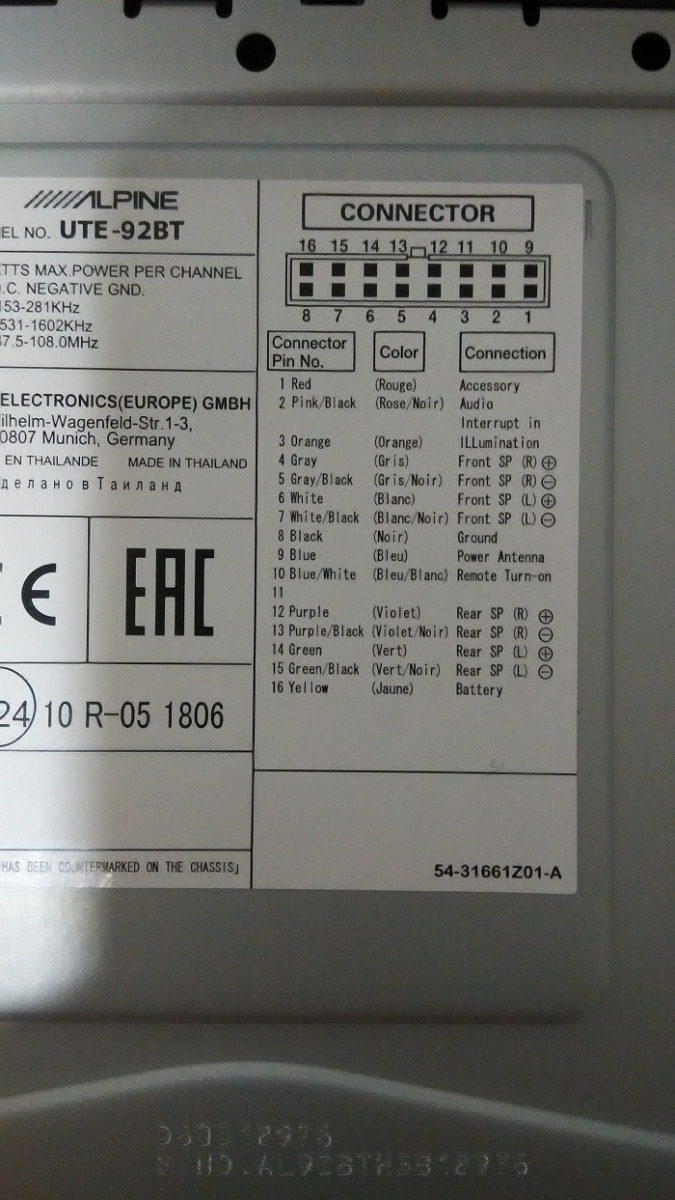 ALPINE
EL NO. UTE-92BT
TTS MAX.POWER PER CHANNEL
.C. NEGATIVE GND.
153-281KHz
531-1602KHz
7.5-108.0MHz
ELECTRONICS(EUROPE) GMBH
ilhelm-Wagenfeld-Str.1-3,
0807 Munich, Germany
EN THAILANDE MADE IN THAILAND
делано в Таиланд
CE EAC
24 10 R-05 1806
HAS BEEN COUNTERMARKED ON THE CHASSIS」
CONNECTOR
16 15 14 13 12 11 10 9
8 7 6 5 4 3 2 1
Connector Pin No. Color Connection
1 Red (Rouge) Accessory
2 Pink/Black (Rose/Noir) Audio
Interrupt in
3 Orange (Orange) ILLumination
4 Gray (Gris) Front SP (R) ⊕
5 Gray/Black (Gris/Noir) Front SP (R) ⊖
6 White (Blanc) Front SP (L) ⊕
7 White/Black (Blanc/Noir) Front SP (L) ⊖
8 Black (Noir) Ground
9 Blue (Bleu) Power Antenna
10 Blue/White (Bleu/Blanc) Remote Turn-on
11
12 Purple (Violet) Rear SP (R) ⊕
13 Purple/Black (Violet/Noir) Rear SP (R) ⊖
14 Green (Vert) Rear SP (L) ⊕
15 Green/Black (Vert/Noir) Rear SP (L) ⊖
16 Yellow (Jaune) Battery
54-31661Z01-A